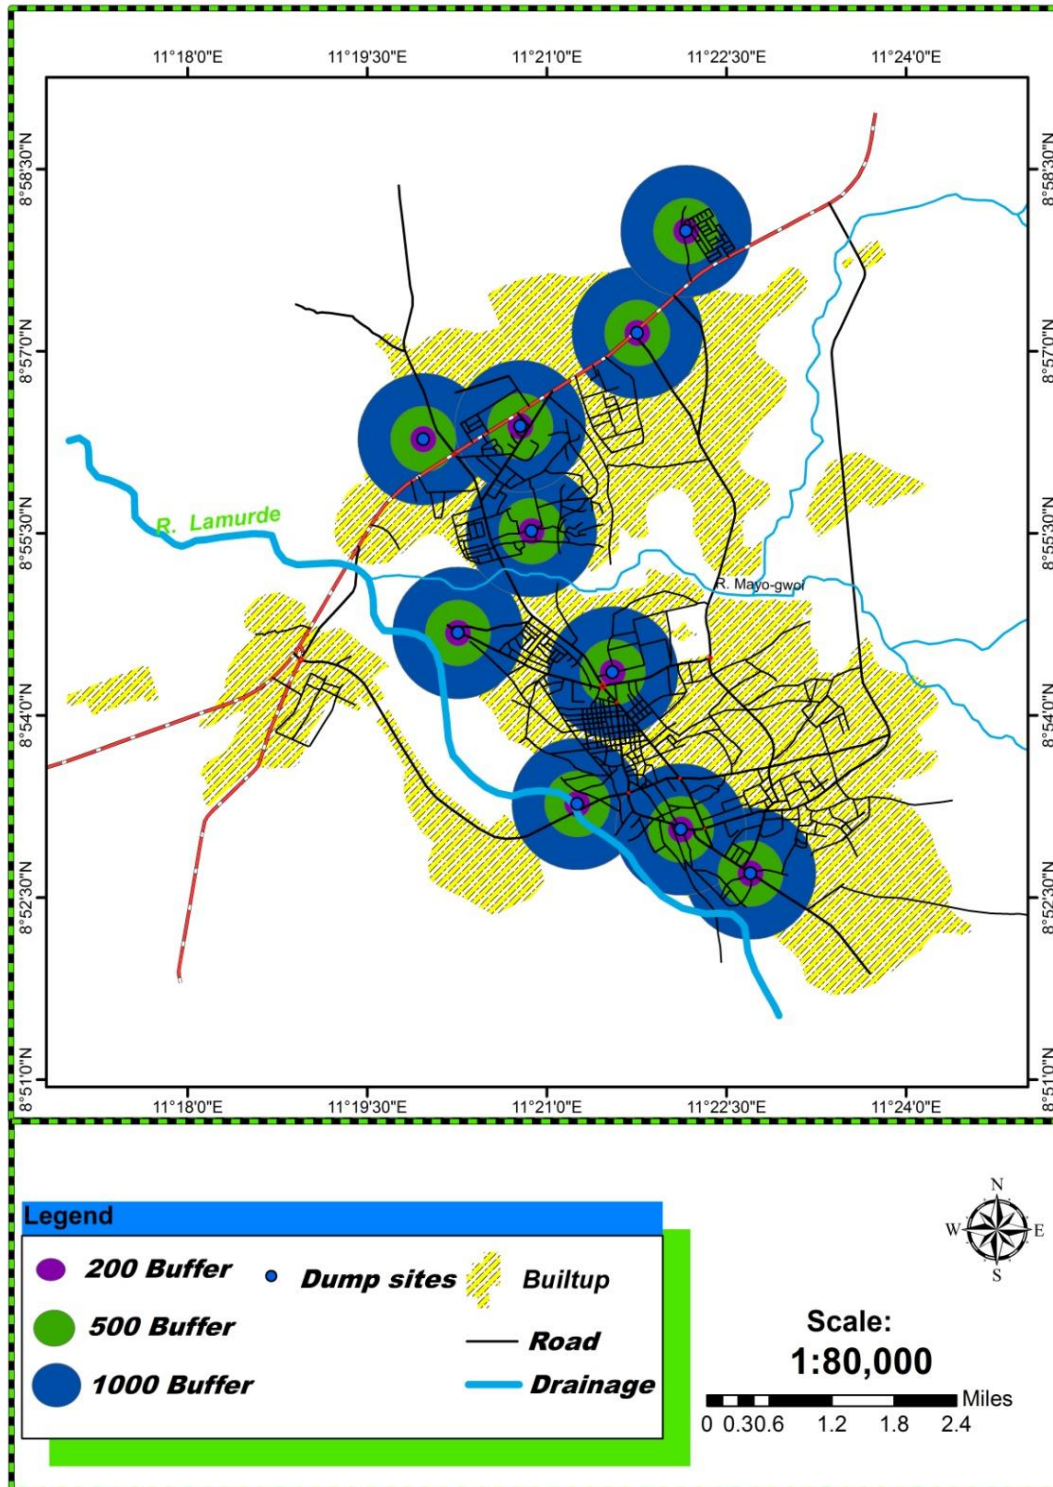 11°18'0"E 11°19'30"E 11°21'0"E 11°22'30"E 11°24'0"E
8°58'30"N 8°58'30"N
8°57'0"N 8°57'0"N
8°55'30"N 8°55'30"N
R. Lamurde
R. Mayo-gwoi
8°54'0"N 8°54'0"N
8°52'30"N 8°52'30"N
8°51'0"N 8°51'0"N
11°18'0"E 11°19'30"E 11°21'0"E 11°22'30"E 11°24'0"E
Legend
200 Buffer Dump sites Builtup
500 Buffer Road
1000 Buffer Drainage
N
W E
S
Scale:
1:80,000
Miles
0 0.30.6 1.2 1.8 2.4